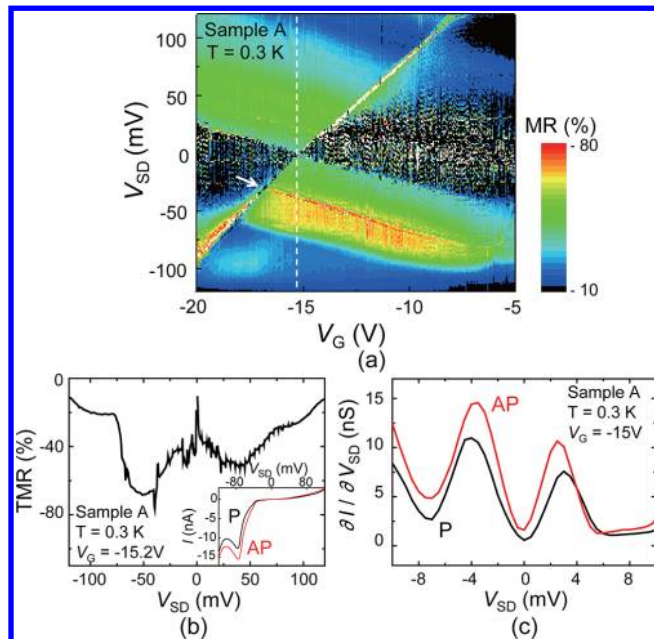 Sample A
T = 0.3 K
100
50
0
-50
-100
V_SD (mV)
-20
-15
-10
-5
V_G (V)
MR (%)
- 80
- 10
(a)
0
-40
-80
TMR (%)
-100
-50
0
50
100
V_SD (mV)
Sample A
T = 0.3 K
V_G = -15.2V
V_SD (mV)
-80
0
80
0
-5
-10
-15
I (nA)
P
AP
(b)
15
10
5
0
∂I / ∂V_SD (nS)
-8
-4
0
4
8
V_SD (mV)
AP
P
Sample A
T = 0.3 K
V_G = -15V
(c)